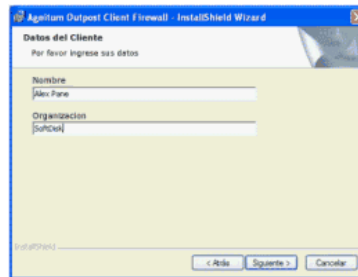 Agnitum Outpost Client Firewall - InstallShield Wizard
Datos del Cliente
Por favor ingrese sus datos
Nombre
Alex Pane
Organizacion
SoftDisk
InstallShield
< Atrás
Siguiente >
Cancelar